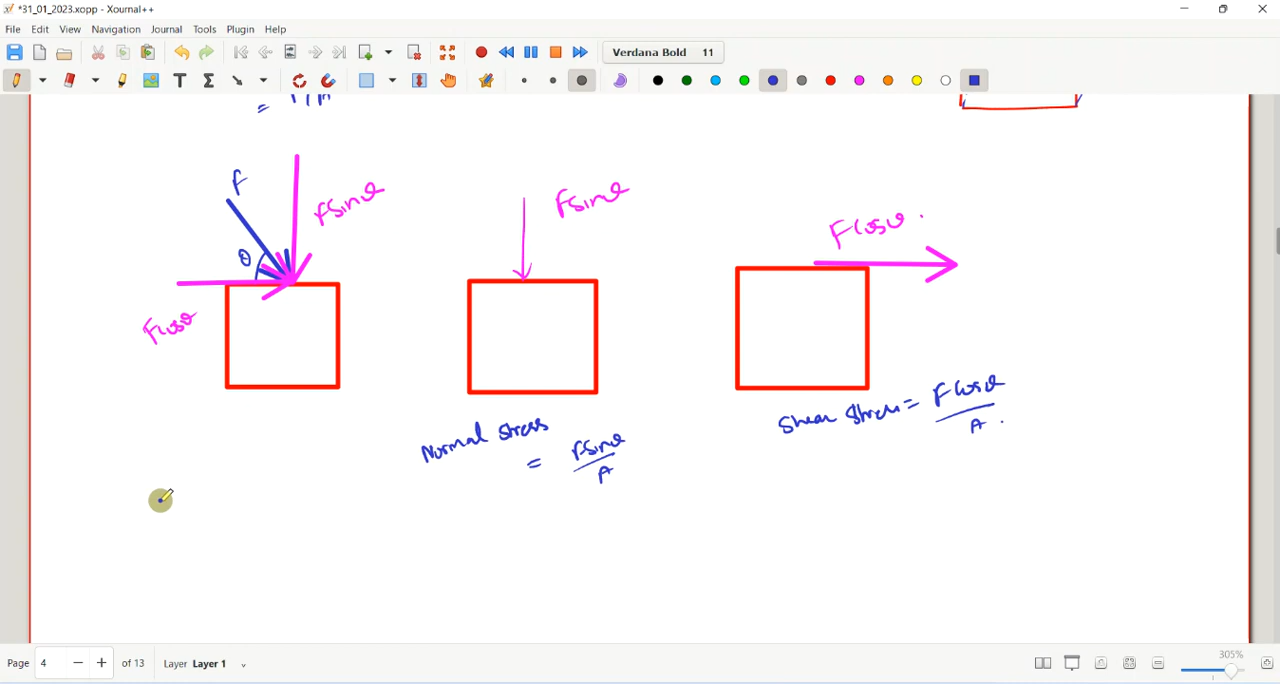 *31_01_2023.xopp - Xournal++
File Edit View Navigation Journal Tools Plugin Help
Verdana Bold 11
F
Fsinθ
θ
Fcosθ
Fsinθ
Fcosθ.
Normal Stress
= Fsinθ/A
Shear Stress = Fcosθ/A.
Page 4 of 13 Layer Layer 1 305%